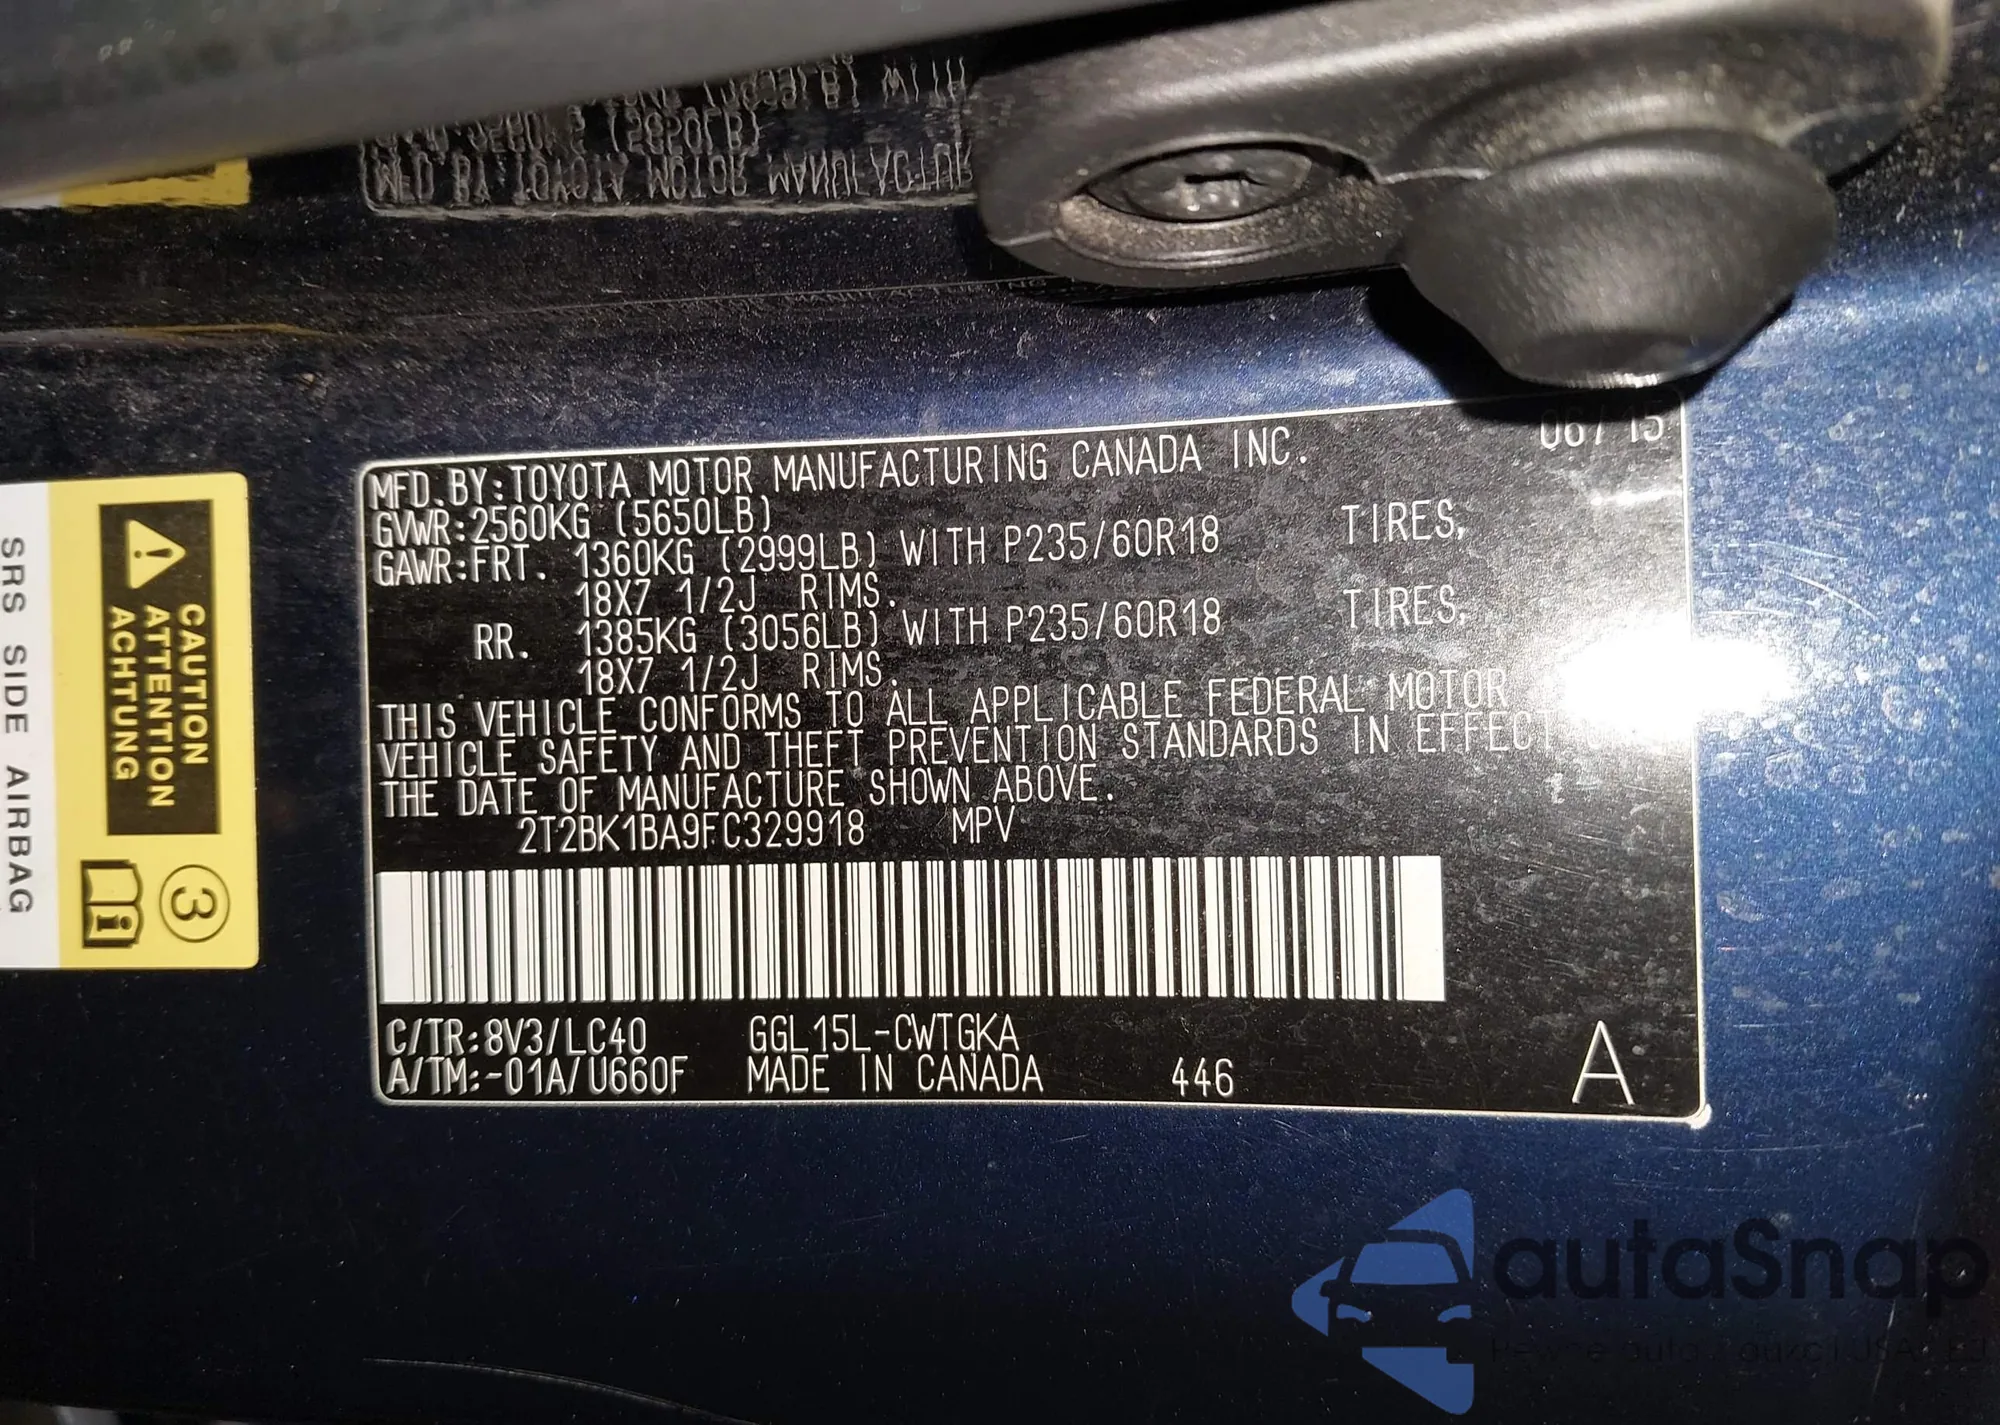 06/15
MFD.BY:TOYOTA MOTOR MANUFACTURING CANADA INC.
GVWR:2560KG (5650LB)
GAWR:FRT. 1360KG (2999LB) WITH P235/60R18 TIRES,
18X7 1/2J RIMS.
RR. 1385KG (3056LB) WITH P235/60R18 TIRES,
18X7 1/2J RIMS.
THIS VEHICLE CONFORMS TO ALL APPLICABLE FEDERAL MOTOR
VEHICLE SAFETY AND THEFT PREVENTION STANDARDS IN EFFECT
THE DATE OF MANUFACTURE SHOWN ABOVE.
2T2BK1BA9FC329918 MPV
C/TR:8V3/LC40 GGL15L-CWTGKA
A/TM:-01A/U660F MADE IN CANADA 446 A
CAUTION
ATTENTION
ACHTUNG
3
SRS SIDE AIRBAG
autaSnap